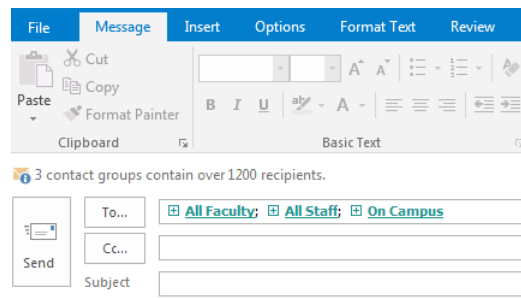 File Message Insert Options Format Text Review
Cut
Copy
Paste
Format Painter
B I U A
Clipboard Basic Text
3 contact groups contain over 1200 recipients.
To... All Faculty; All Staff; On Campus
Cc...
Send
Subject